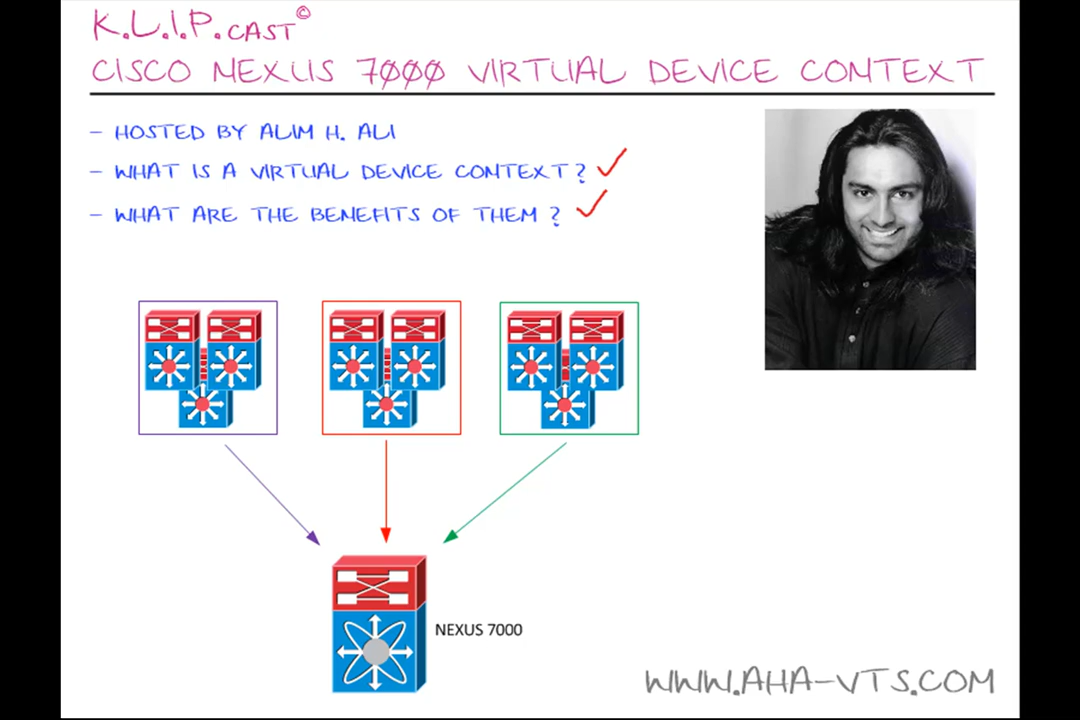 K.L.I.P.CAST©
CISCO NEXUS 7000 VIRTUAL DEVICE CONTEXT
- HOSTED BY ALIM H. ALI
- WHAT IS A VIRTUAL DEVICE CONTEXT?
- WHAT ARE THE BENEFITS OF THEM ?
NEXUS 7000
WWW.AHA-VTS.COM